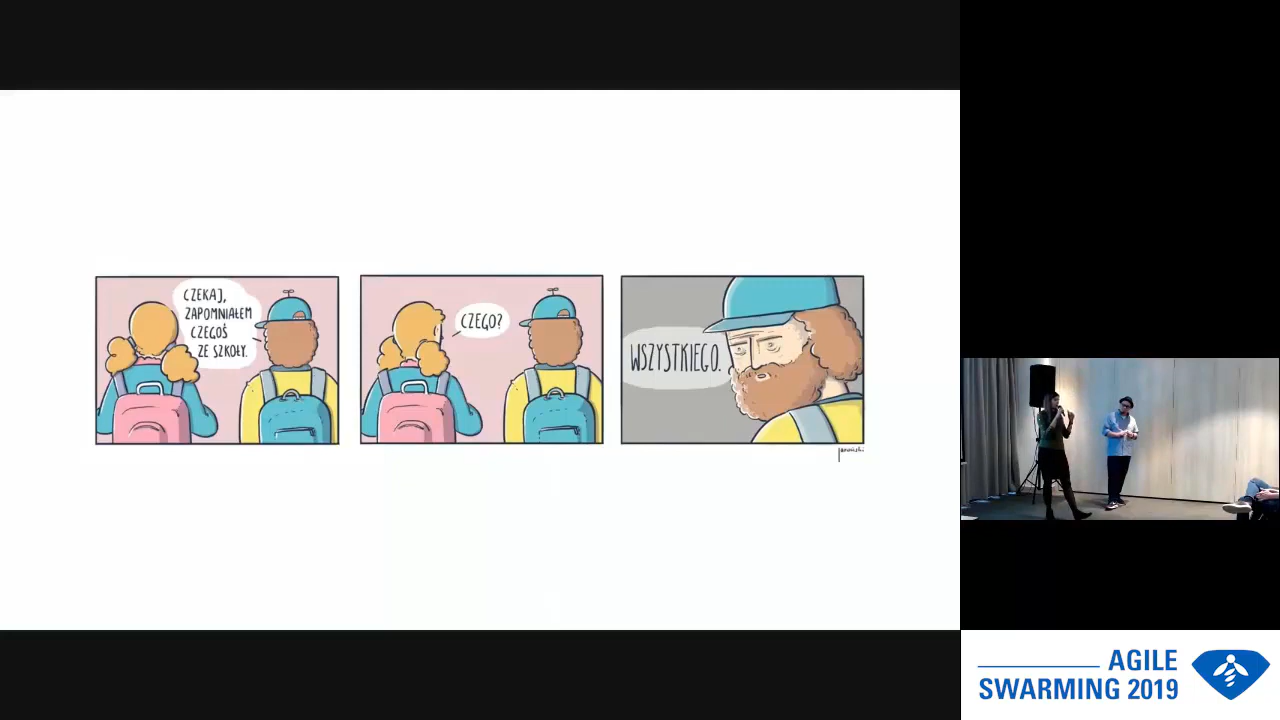 CZEKAJ,
ZAPOMNIAŁEM
CZEGOŚ
ZE SZKOŁY.
CZEGO?
WSZYSTKIEGO.
AGILE
SWARMING 2019